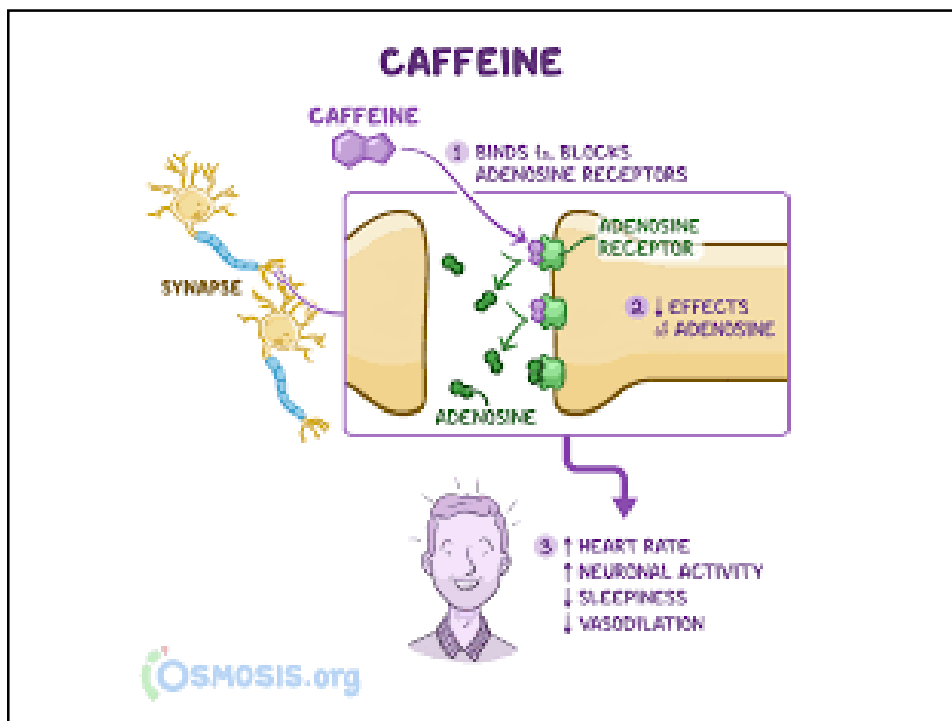 CAFFEINE
CAFFEINE
1 BINDS to BLOCKS
ADENOSINE RECEPTORS
ADENOSINE
RECEPTOR
SYNAPSE
2 ↓ EFFECTS
of ADENOSINE
ADENOSINE
3 ↑ HEART RATE
↑ NEURONAL ACTIVITY
↓ SLEEPINESS
↓ VASODILATION
OSMOSIS.org